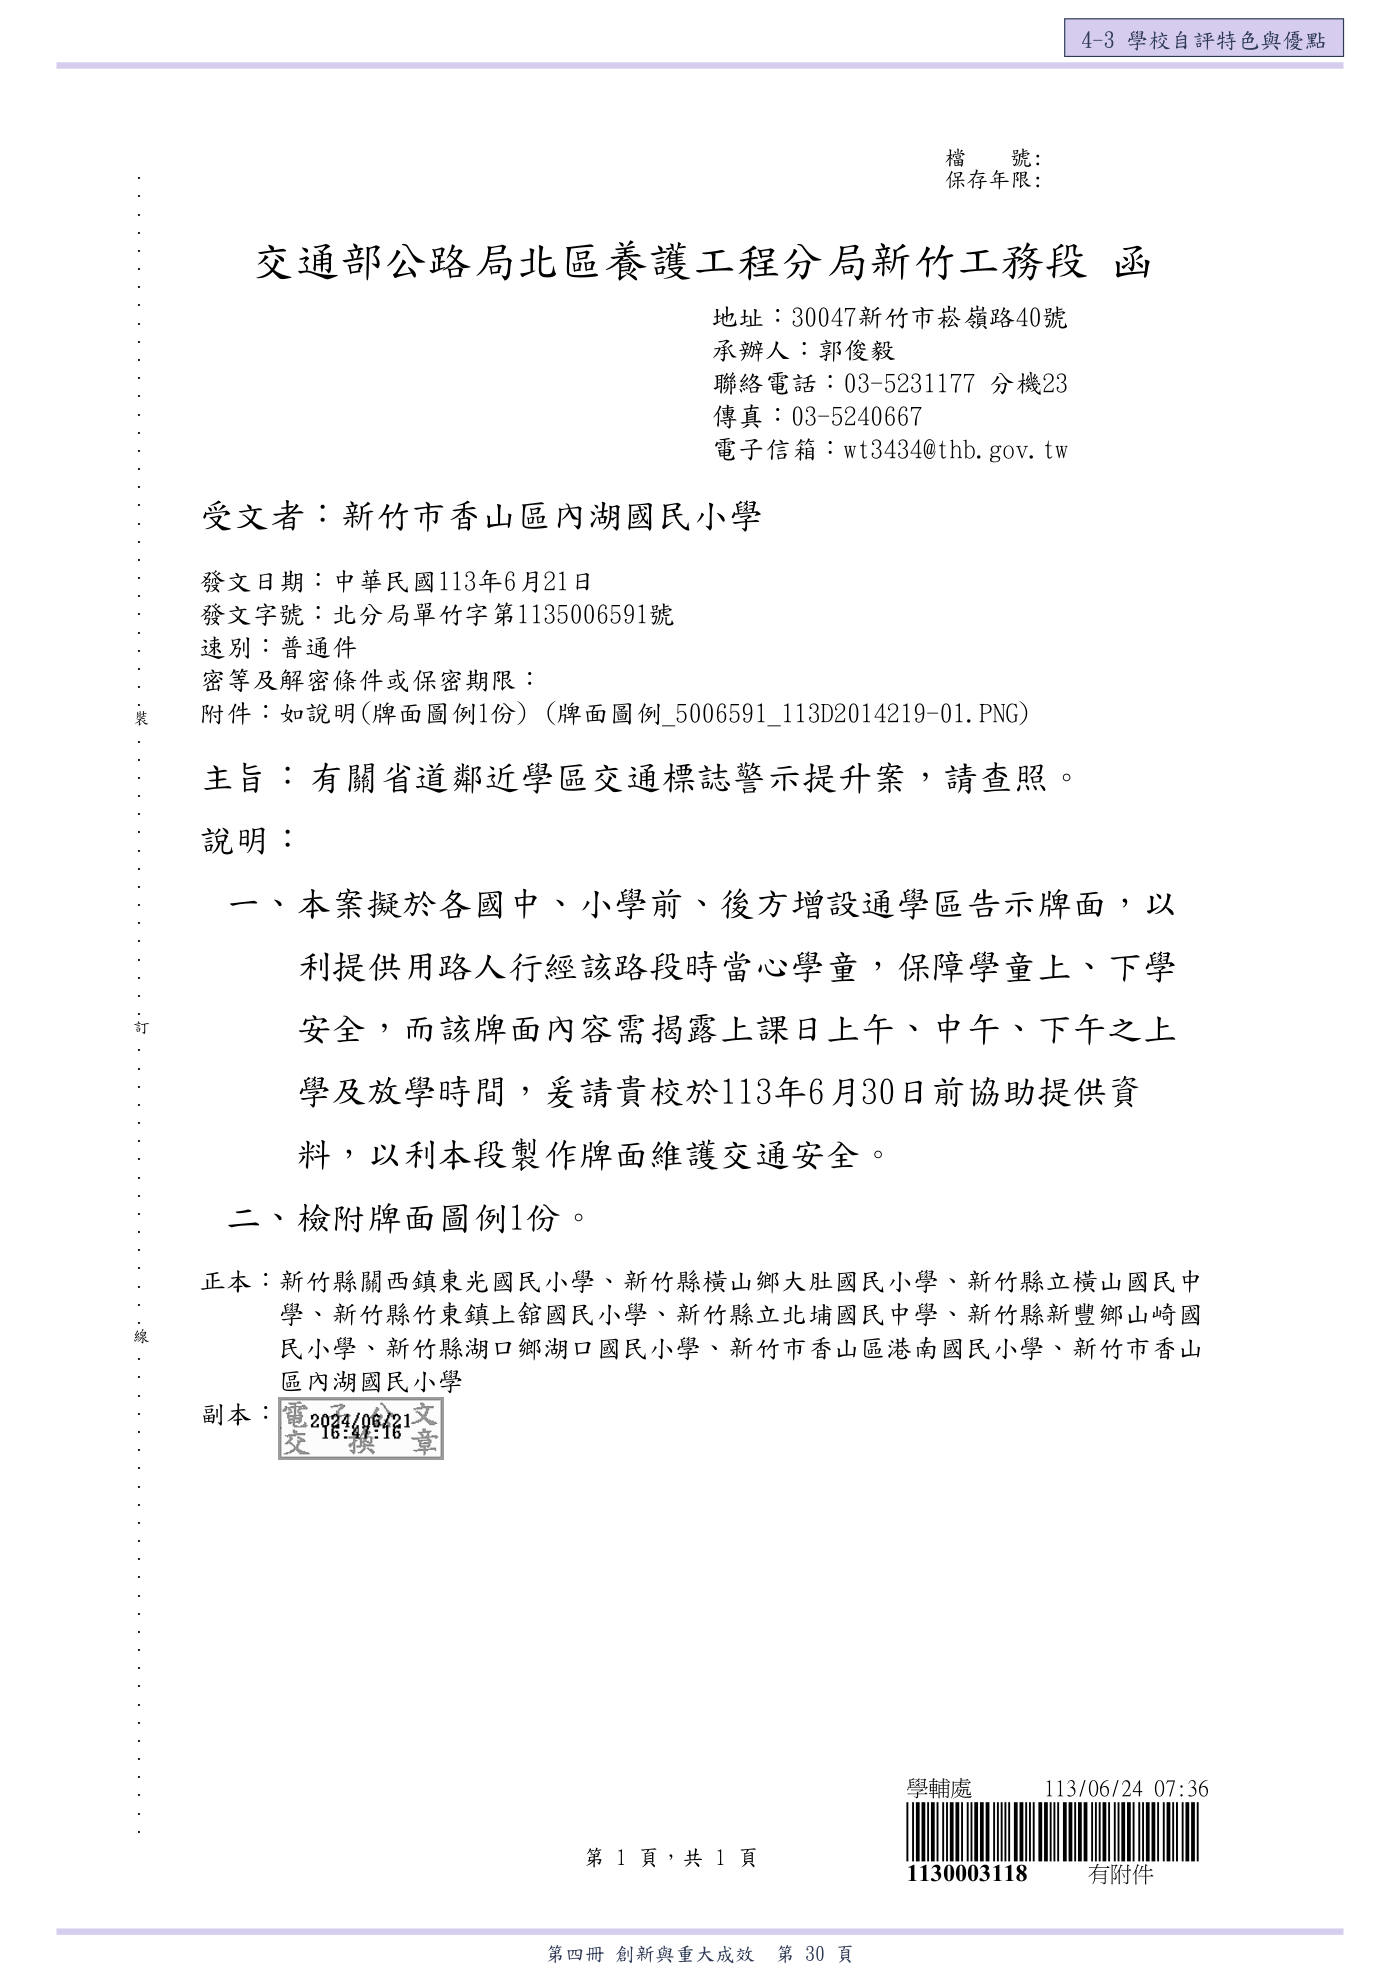 4-3 學校自評特色與優點
檔　　號:
保存年限:
交通部公路局北區養護工程分局新竹工務段 函
地址：30047新竹市崧嶺路40號
承辦人：郭俊毅
聯絡電話：03-5231177 分機23
傳真：03-5240667
電子信箱：wt3434@thb.gov.tw
受文者：新竹市香山區內湖國民小學
發文日期：中華民國113年6月21日
發文字號：北分局單竹字第1135006591號
速別：普通件
密等及解密條件或保密期限：
附件：如說明(牌面圖例1份) (牌面圖例_5006591_113D2014219-01.PNG)
主旨：有關省道鄰近學區交通標誌警示提升案，請查照。
說明：
一、本案擬於各國中、小學前、後方增設通學區告示牌面，以
利提供用路人行經該路段時當心學童，保障學童上、下學
安全，而該牌面內容需揭露上課日上午、中午、下午之上
學及放學時間，爰請貴校於113年6月30日前協助提供資
料，以利本段製作牌面維護交通安全。
二、檢附牌面圖例1份。
正本：新竹縣關西鎮東光國民小學、新竹縣橫山鄉大肚國民小學、新竹縣立橫山國民中
學、新竹縣竹東鎮上舘國民小學、新竹縣立北埔國民中學、新竹縣新豐鄉山崎國
民小學、新竹縣湖口鄉湖口國民小學、新竹市香山區港南國民小學、新竹市香山
區內湖國民小學
副本：
電子公文
交換章
2024/06/21
16:47:16
裝
訂
線
學輔處　113/06/24 07:36
1130003118　有附件
第 1 頁，共 1 頁
第四冊 創新與重大成效　第 30 頁